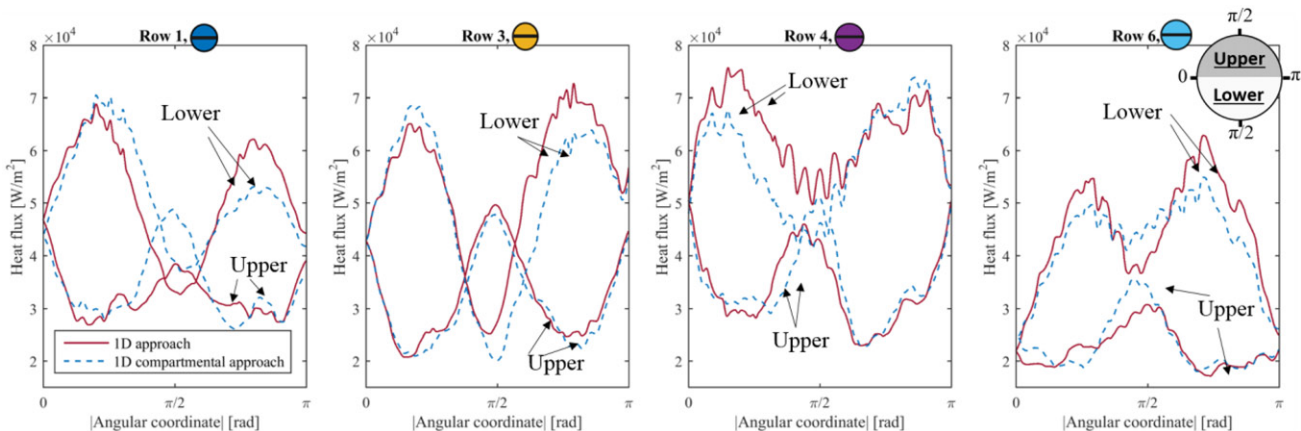 Row 1,
×10⁴
8
7
6
5
4
3
2
Heat flux [W/m²]
Lower
Upper
1D approach
1D compartmental approach
0
π/2
π
|Angular coordinate| [rad]
Row 3,
×10⁴
8
7
6
5
4
3
2
Heat flux [W/m²]
Lower
Upper
0
π/2
π
|Angular coordinate| [rad]
Row 4,
×10⁴
8
7
6
5
4
3
2
Heat flux [W/m²]
Lower
Upper
0
π/2
π
|Angular coordinate| [rad]
Row 6,
×10⁴
8
7
6
5
4
3
2
Heat flux [W/m²]
Lower
Upper
0
π/2
π
|Angular coordinate| [rad]
π/2
Upper
0
π
Lower
π/2